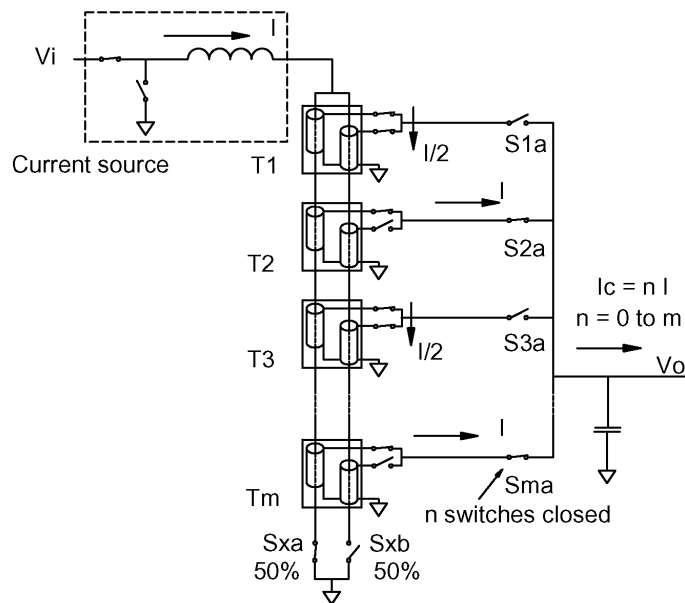 I
Vi
Current source
T1
I/2
S1a
I
T2
S2a
Ic = n I
n = 0 to m
T3
I/2
S3a
Vo
I
Tm
Sma
n switches closed
Sxa
Sxb
50%
50%